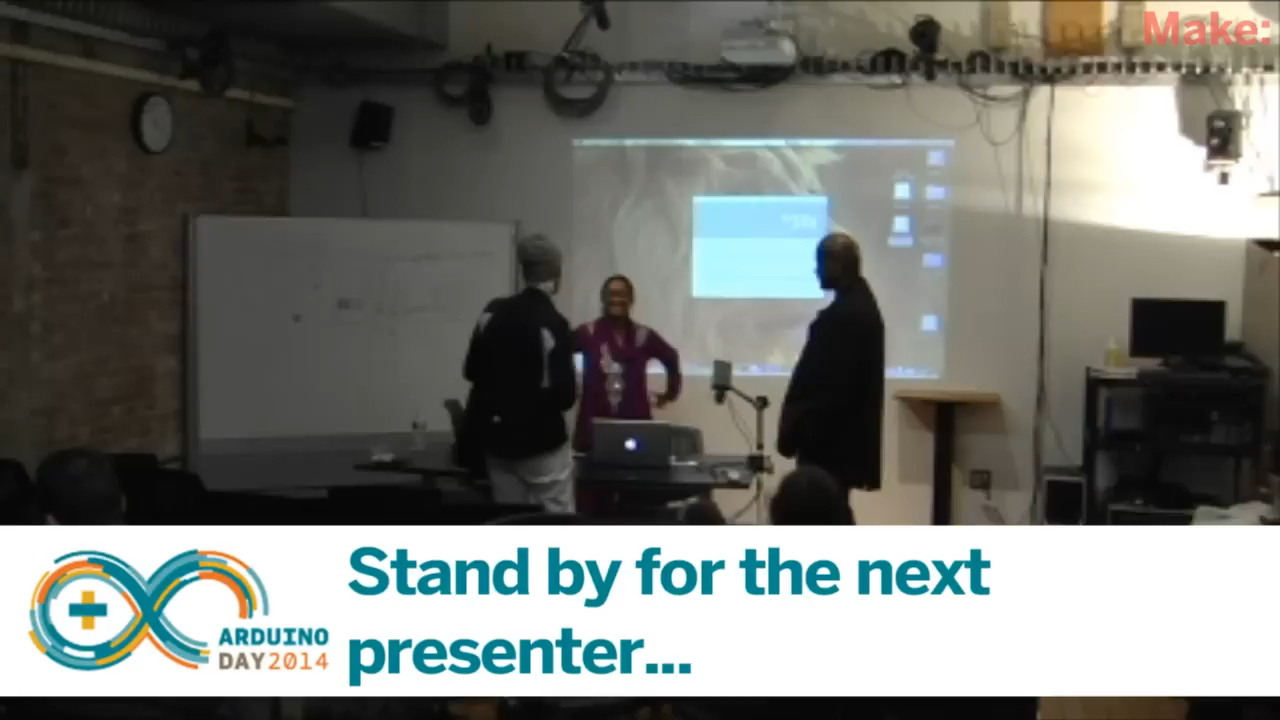 Make:
Stand by for the next
presenter...
ARDUINO
DAY2014